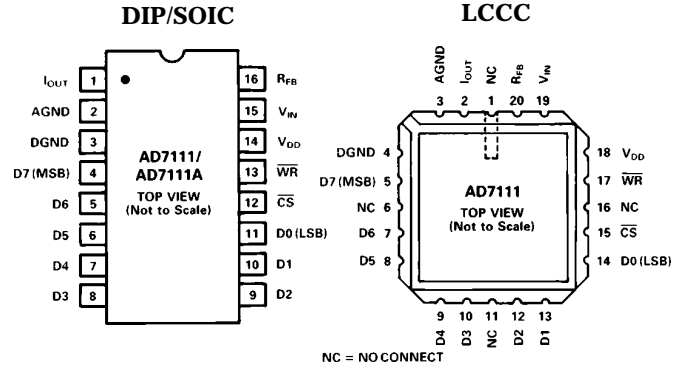 DIP/SOIC
I_OUT 1
AGND 2
DGND 3
D7 (MSB) 4
D6 5
D5 6
D4 7
D3 8
AD7111/
AD7111A
TOP VIEW
(Not to Scale)
16 R_FB
15 V_IN
14 V_DD
13 W̅R̅
12 C̅S̅
11 D0 (LSB)
10 D1
9 D2
LCCC
AGND I_OUT NC R_FB V_IN
3 2 1 20 19
DGND 4
D7 (MSB) 5
NC 6
D6 7
D5 8
AD7111
TOP VIEW
(Not to Scale)
18 V_DD
17 W̅R̅
16 NC
15 C̅S̅
14 D0 (LSB)
9 10 11 12 13
D4 D3 NC D2 D1
NC = NO CONNECT